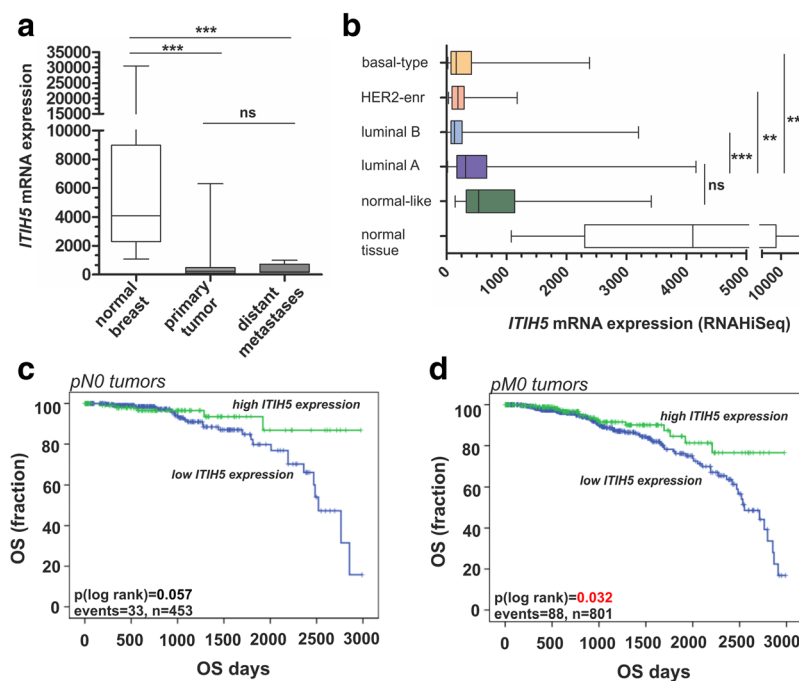 a
***
***
ns
ITIH5 mRNA expression
35000
30000
25000
20000
15000
10000
8000
6000
4000
2000
0
normal
breast
primary
tumor
distant
metastases
b
basal-type
HER2-enr
luminal B
luminal A
normal-like
normal
tissue
ns
***
**
**
0
1000
2000
3000
4000
5000
10000
ITIH5 mRNA expression (RNAHiSeq)
c
pN0 tumors
high ITIH5 expression
low ITIH5 expression
OS (fraction)
100
80
60
40
20
0
p(log rank)=0.057
events=33, n=453
0 500 1000 1500 2000 2500 3000
OS days
d
pM0 tumors
high ITIH5 expression
low ITIH5 expression
OS (fraction)
100
80
60
40
20
0
p(log rank)=0.032
events=88, n=801
0 500 1000 1500 2000 2500 3000
OS days